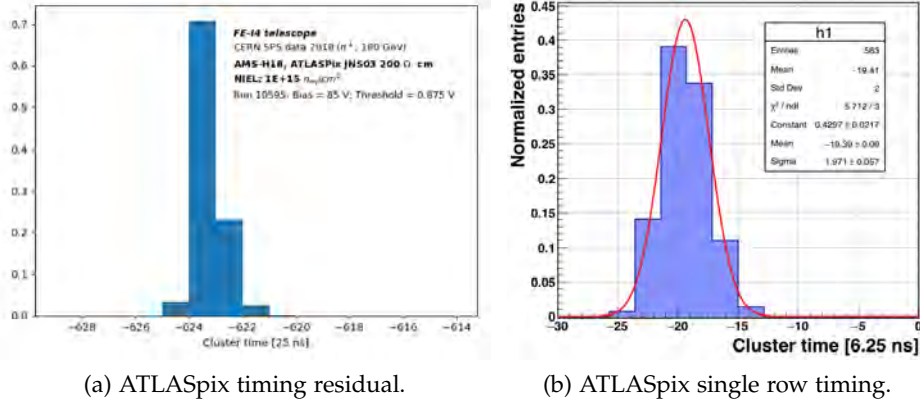 0.7
0.6
0.5
0.4
0.3
0.2
0.1
0.0
−628 −626 −624 −622 −620 −618 −616 −614
Cluster time [25 ns]
FE-I4 telescope
CERN SPS data 2018 (π⁺, 180 GeV)
AMS-H18, ATLASPix JNS03 200 Ω·cm
NIEL: 1E+15 n_eq/cm²
Run 10595- Bias = 85 V; Threshold = 0.875 V
(a) ATLASpix timing residual.
Normalized entries
0.45
0.4
0.35
0.3
0.25
0.2
0.15
0.1
0.05
0
−30 −25 −20 −15 −10 −5 0
Cluster time [6.25 ns]
h1
Entries 563
Mean −19.41
Std Dev 2
χ² / ndf 5.712 / 3
Constant 0.4297 ± 0.0217
Mean −19.39 ± 0.09
Sigma 1.971 ± 0.057
(b) ATLASpix single row timing.